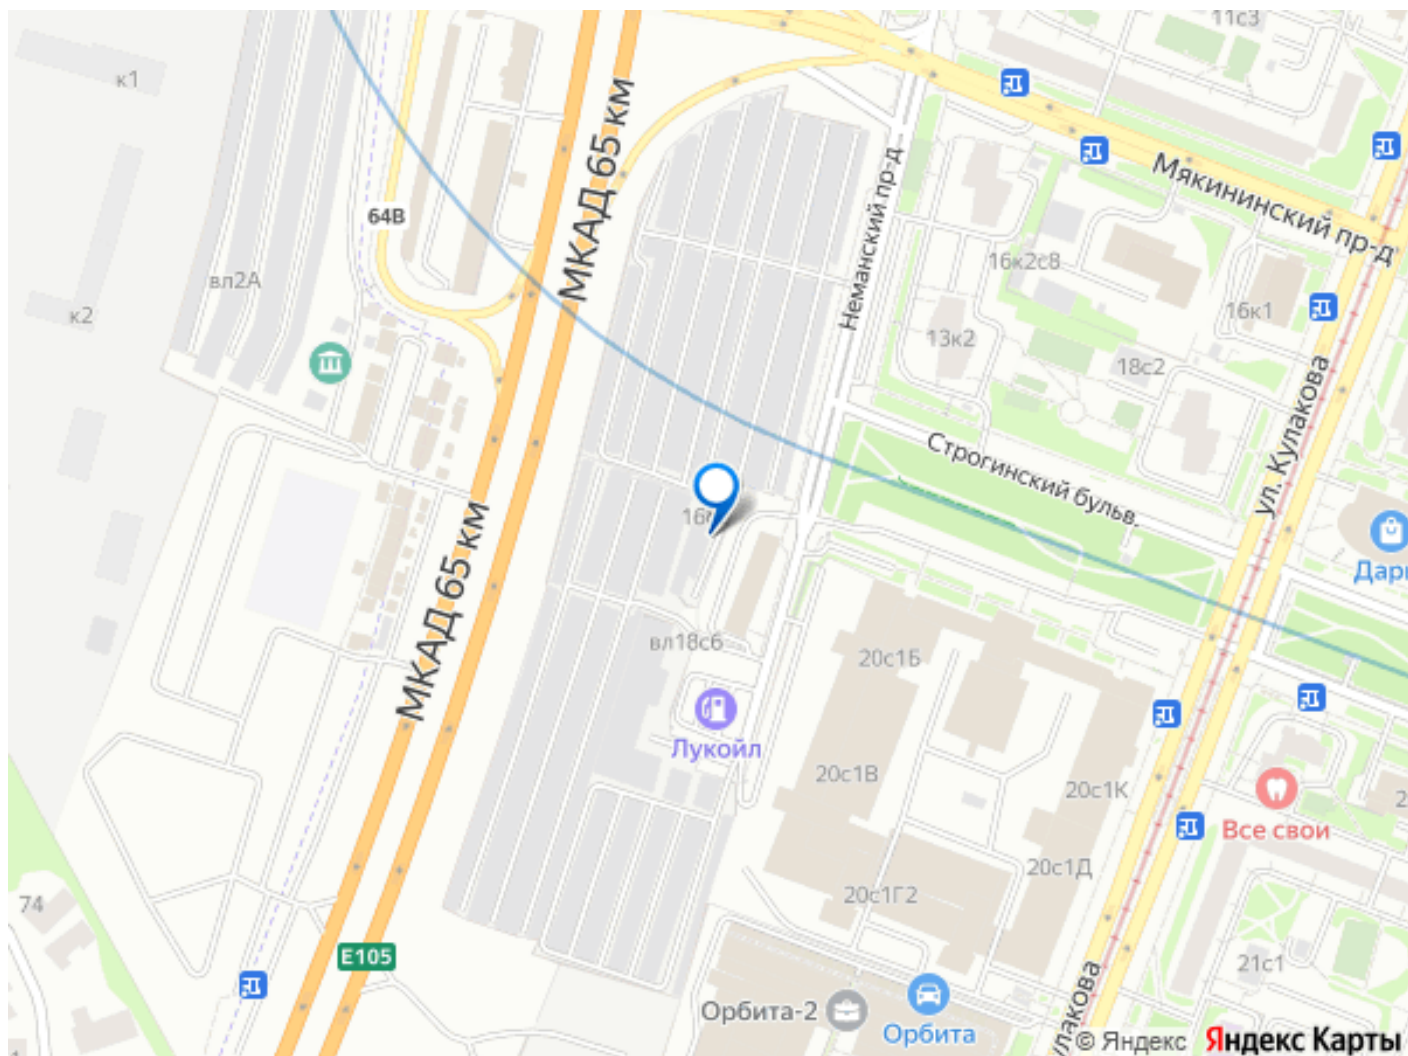 11с3
к1
МКАД 65 км
Мякининский пр-д
64В
Неманский пр-д
16к2с8
вл2А
к2
16к1
13к2
18с2
ул. Кулакова
Строгинский бульв.
МКАД 65 км
Дари
вл18с6
20с1Б
Лукойл
20с1В
20с1К
Все свои
20с1Д
20с1Г2
74
E105
21с1
Орбита-2
Орбита
улакова
© Яндекс Яндекс Карты